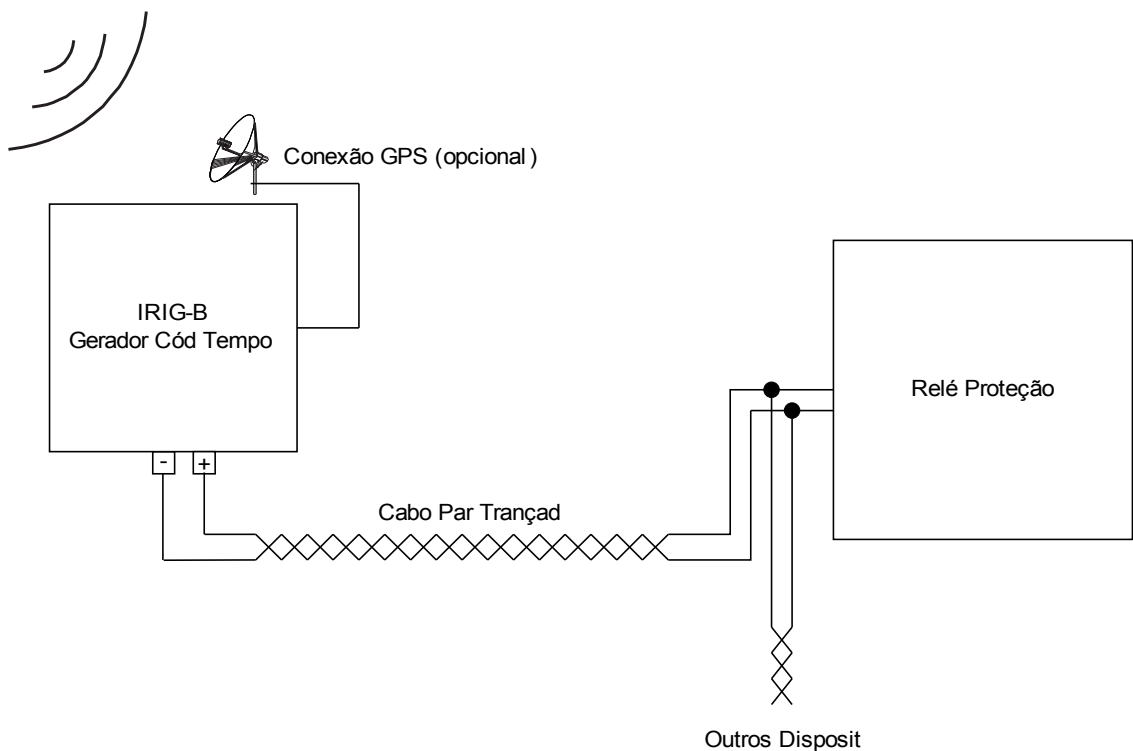 Conexão GPS (opcional)
IRIG-B
Gerador Cód Tempo
Relé Proteção
- +
Cabo Par Trançad
Outros Disposit